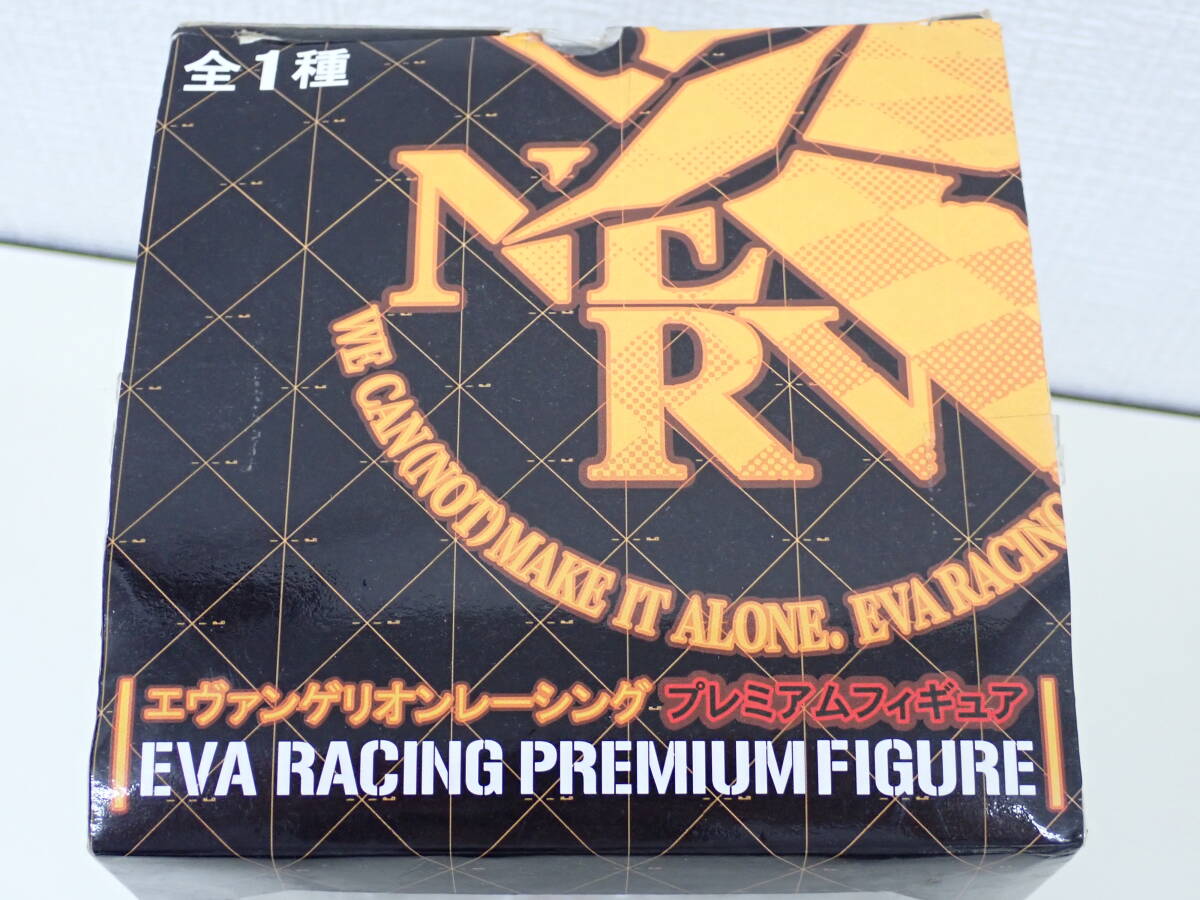 全1種
NERV
WE CAN (NOT) MAKE IT ALONE. EVA RACING
エヴァンゲリオンレーシング プレミアムフィギュア
EVA RACING PREMIUM FIGURE